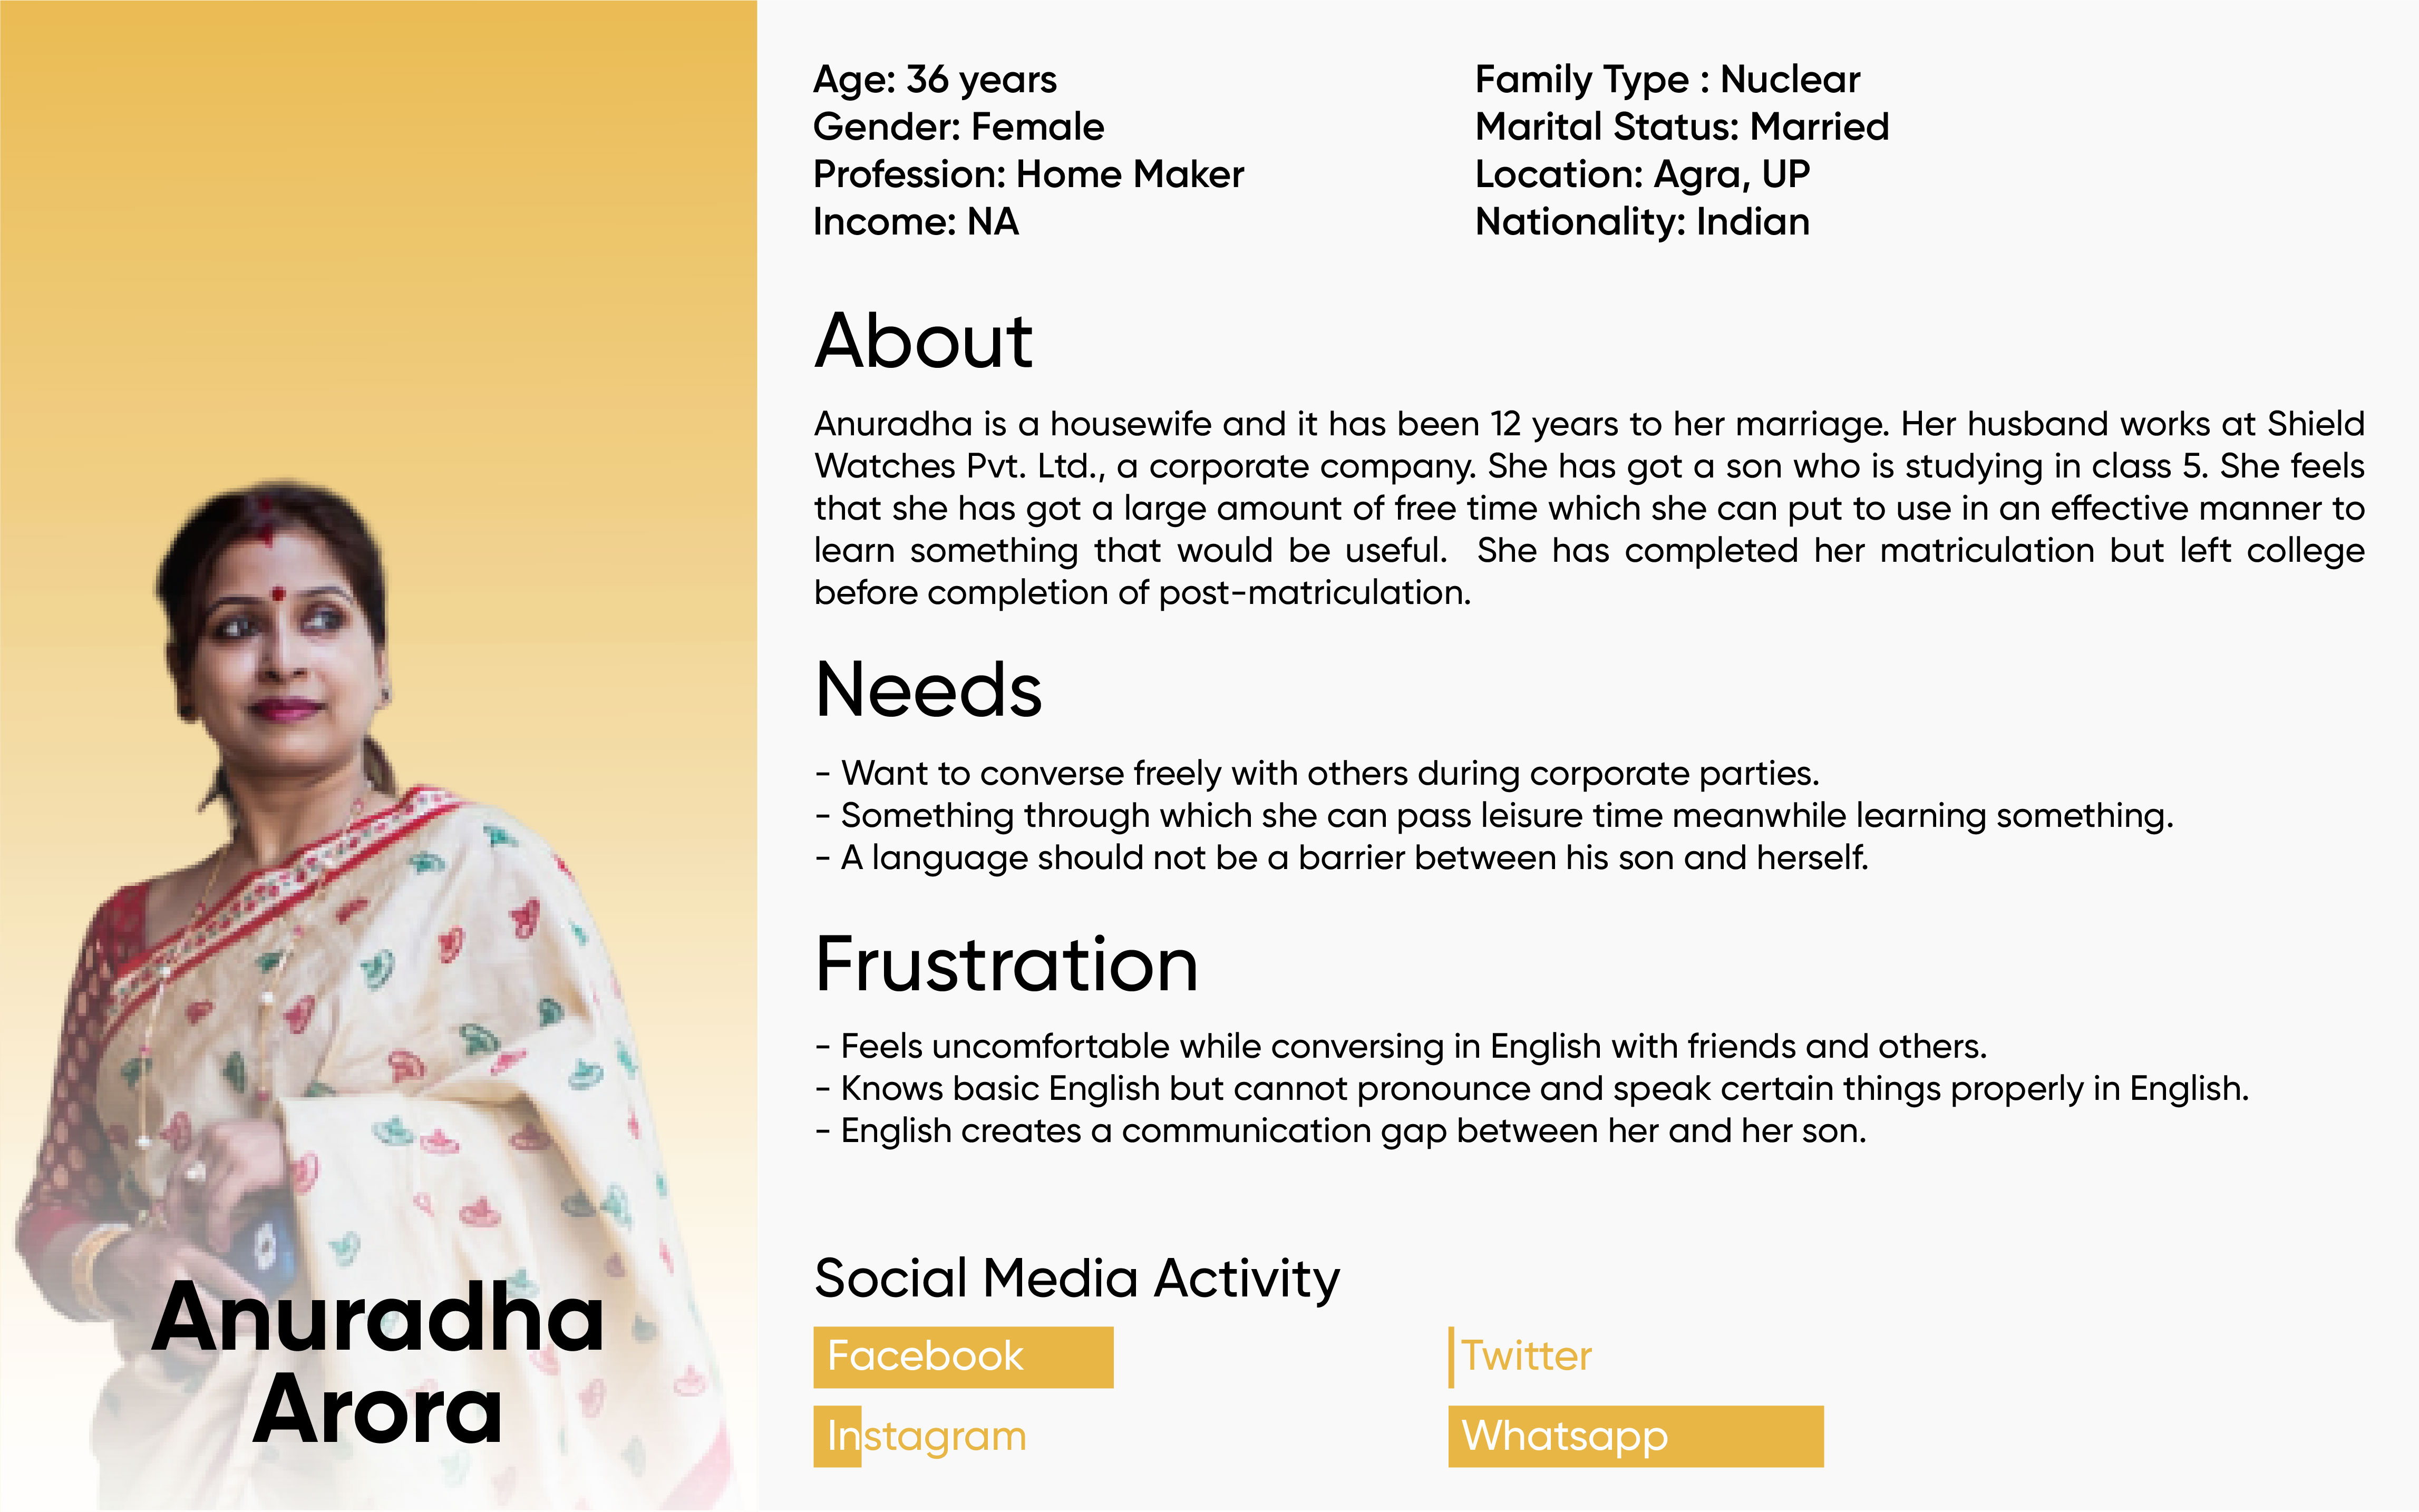 Age: 36 years
Gender: Female
Profession: Home Maker
Income: NA
Family Type : Nuclear
Marital Status: Married
Location: Agra, UP
Nationality: Indian
About
Anuradha is a housewife and it has been 12 years to her marriage. Her husband works at Shield
Watches Pvt. Ltd., a corporate company. She has got a son who is studying in class 5. She feels
that she has got a large amount of free time which she can put to use in an effective manner to
learn something that would be useful.  She has completed her matriculation but left college
before completion of post-matriculation.
Needs
- Want to converse freely with others during corporate parties.
- Something through which she can pass leisure time meanwhile learning something.
- A language should not be a barrier between his son and herself.
Frustration
- Feels uncomfortable while conversing in English with friends and others.
- Knows basic English but cannot pronounce and speak certain things properly in English.
- English creates a communication gap between her and her son.
Social Media Activity
Facebook
Twitter
Instagram
Whatsapp
Anuradha
Arora